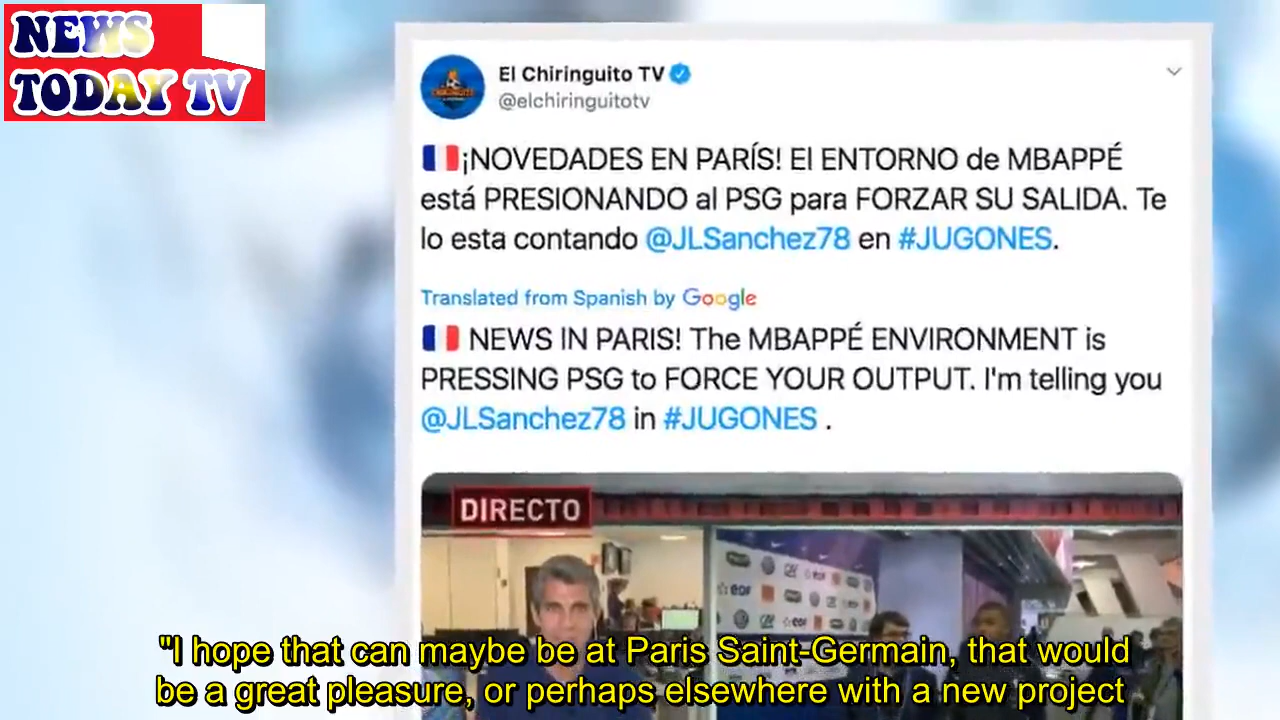 NEWS
TODAY TV
El Chiringuito TV
@elchiringuitotv
¡NOVEDADES EN PARÍS! El ENTORNO de MBAPPÉ
está PRESIONANDO al PSG para FORZAR SU SALIDA. Te
lo esta contando @JLSanchez78 en #JUGONES.
Translated from Spanish by Google
NEWS IN PARIS! The MBAPPÉ ENVIRONMENT is
PRESSING PSG to FORCE YOUR OUTPUT. I'm telling you
@JLSanchez78 in #JUGONES .
DIRECTO
"I hope that can maybe be at Paris Saint-Germain, that would
be a great pleasure, or perhaps elsewhere with a new project